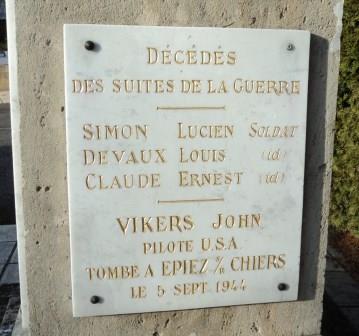 DÉCÉDÉS
DES SUITES DE LA GUERRE
SIMON LUCIEN SOLDAT
DEVAUX LOUIS (id)
CLAUDE ERNEST (id)
VIKERS JOHN
PILOTE U.S.A
TOMBE A EPIEZ S/R CHIERS
LE 5 SEPT. 1944